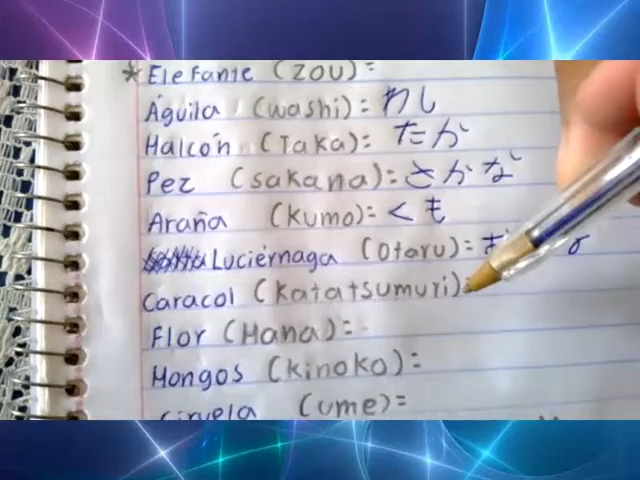 *Elefante (Zou)=
Águila (washi)= わし
Halcón (Taka)= たか
Pez (sakana)= さかな
Araña (Kumo)= くも
Luciérnaga (Otaru)=
Caracol (Katatsumuri)
Flor (Hana)=
Hongos (kinoko)=
Ciruela (ume)=